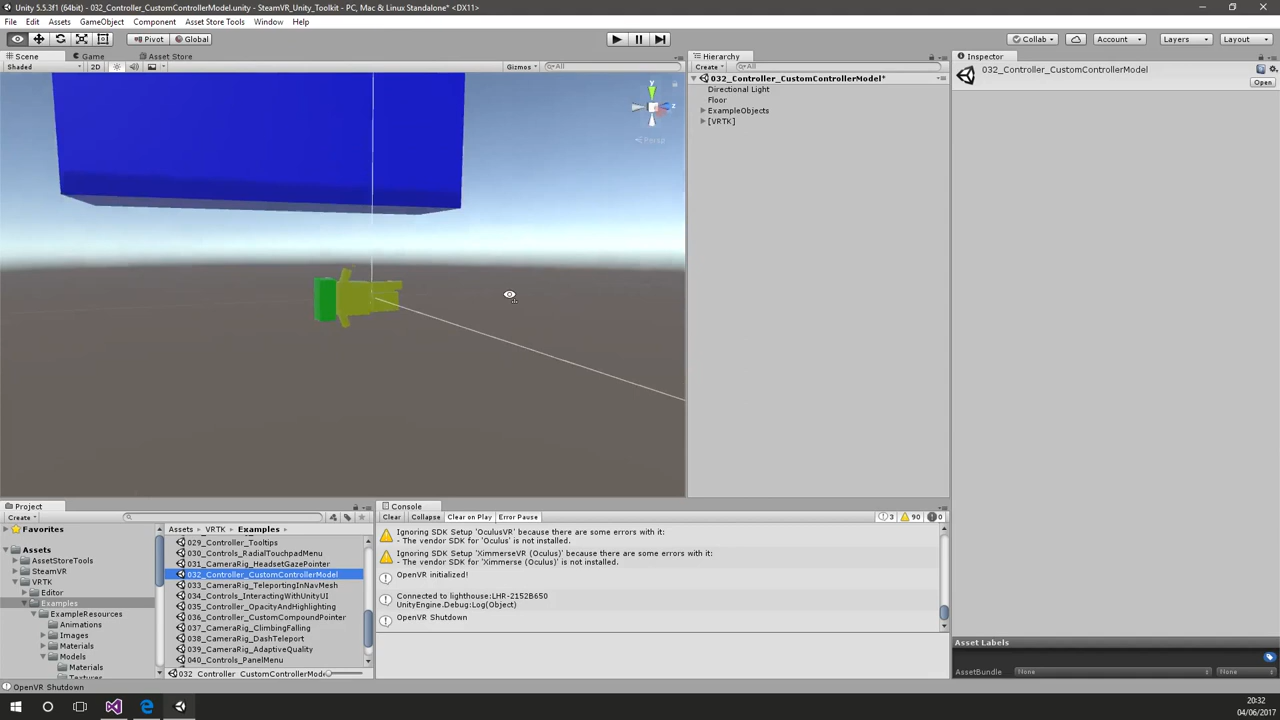 Unity 5.5.3f1 (64bit) - 032_Controller_CustomControllerModel.unity - SteamVR_Unity_Toolkit - PC, Mac & Linux Standalone* <DX11>
File Edit Assets GameObject Component Asset Store Tools Window Help
Pivot Global Collab Account Layers Layout
Scene Game Asset Store
Shaded 2D Gizmos All
y
z
Persp
Hierarchy
Create All
032_Controller_CustomControllerModel*
Directional Light
Floor
ExampleObjects
[VRTK]
Inspector
032_Controller_CustomControllerModel
Open
Project
Create
Favorites
Assets
AssetStoreTools
SteamVR
VRTK
Editor
Examples
ExampleResources
Animations
Images
Materials
Models
Materials
Textures
Assets VRTK Examples
029_Controller_Tooltips
030_Controls_RadialTouchpadMenu
031_CameraRig_HeadsetGazePointer
032_Controller_CustomControllerModel
033_CameraRig_TeleportingInNavMesh
034_Controls_InteractingWithUnityUI
035_Controller_OpacityAndHighlighting
036_Controller_CustomCompoundPointer
037_CameraRig_ClimbingFalling
038_CameraRig_DashTeleport
039_CameraRig_AdaptiveQuality
040_Controls_PanelMenu
032_Controller_CustomControllerMode
Console
Clear Collapse Clear on Play Error Pause 3 90 0
Ignoring SDK Setup 'OculusVR' because there are some errors with it:
- The vendor SDK for 'Oculus' is not installed.
Ignoring SDK Setup 'XimmerseVR (Oculus)' because there are some errors with it:
- The vendor SDK for 'Ximmerse (Oculus)' is not installed.
OpenVR initialized!
Connected to lighthouse:LHR-2152B650
UnityEngine.Debug:Log(Object)
OpenVR Shutdown
Asset Labels
AssetBundle None None
OpenVR Shutdown
20:32
04/06/2017